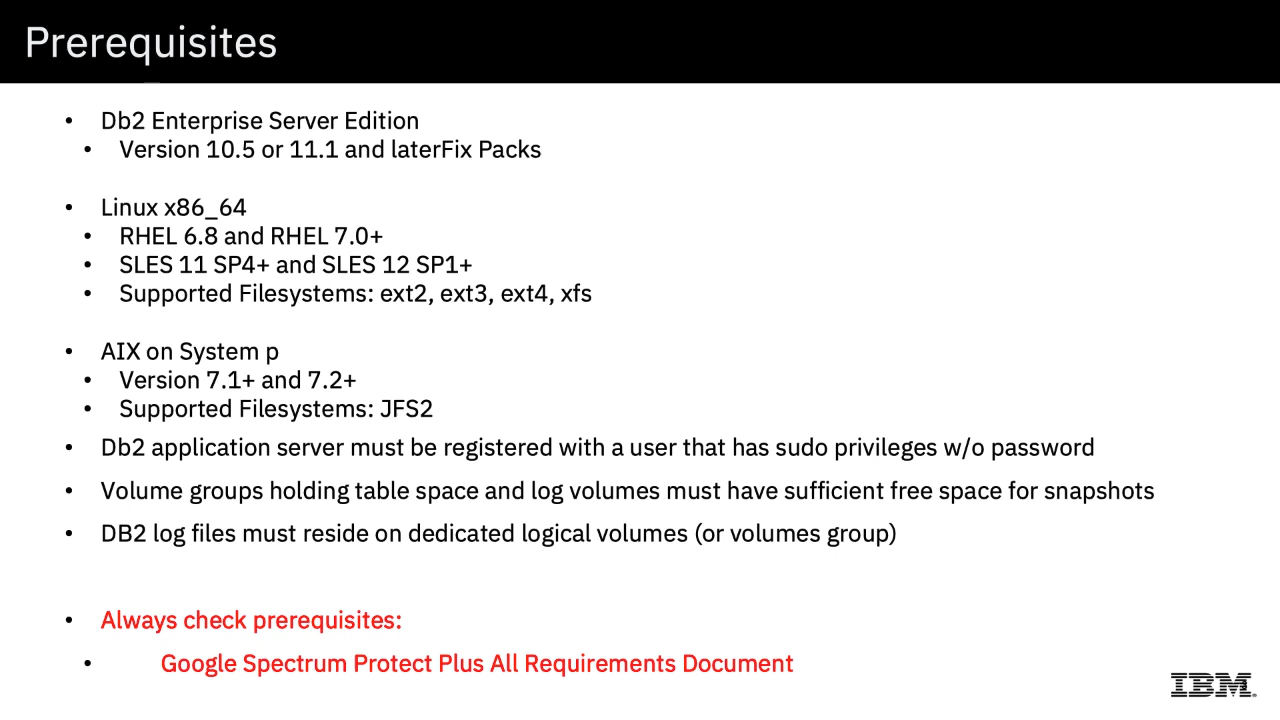 Prerequisites
• Db2 Enterprise Server Edition
• Version 10.5 or 11.1 and laterFix Packs
• Linux x86_64
• RHEL 6.8 and RHEL 7.0+
• SLES 11 SP4+ and SLES 12 SP1+
• Supported Filesystems: ext2, ext3, ext4, xfs
• AIX on System p
• Version 7.1+ and 7.2+
• Supported Filesystems: JFS2
• Db2 application server must be registered with a user that has sudo privileges w/o password
• Volume groups holding table space and log volumes must have sufficient free space for snapshots
• DB2 log files must reside on dedicated logical volumes (or volumes group)
• Always check prerequisites:
• Google Spectrum Protect Plus All Requirements Document
IBM